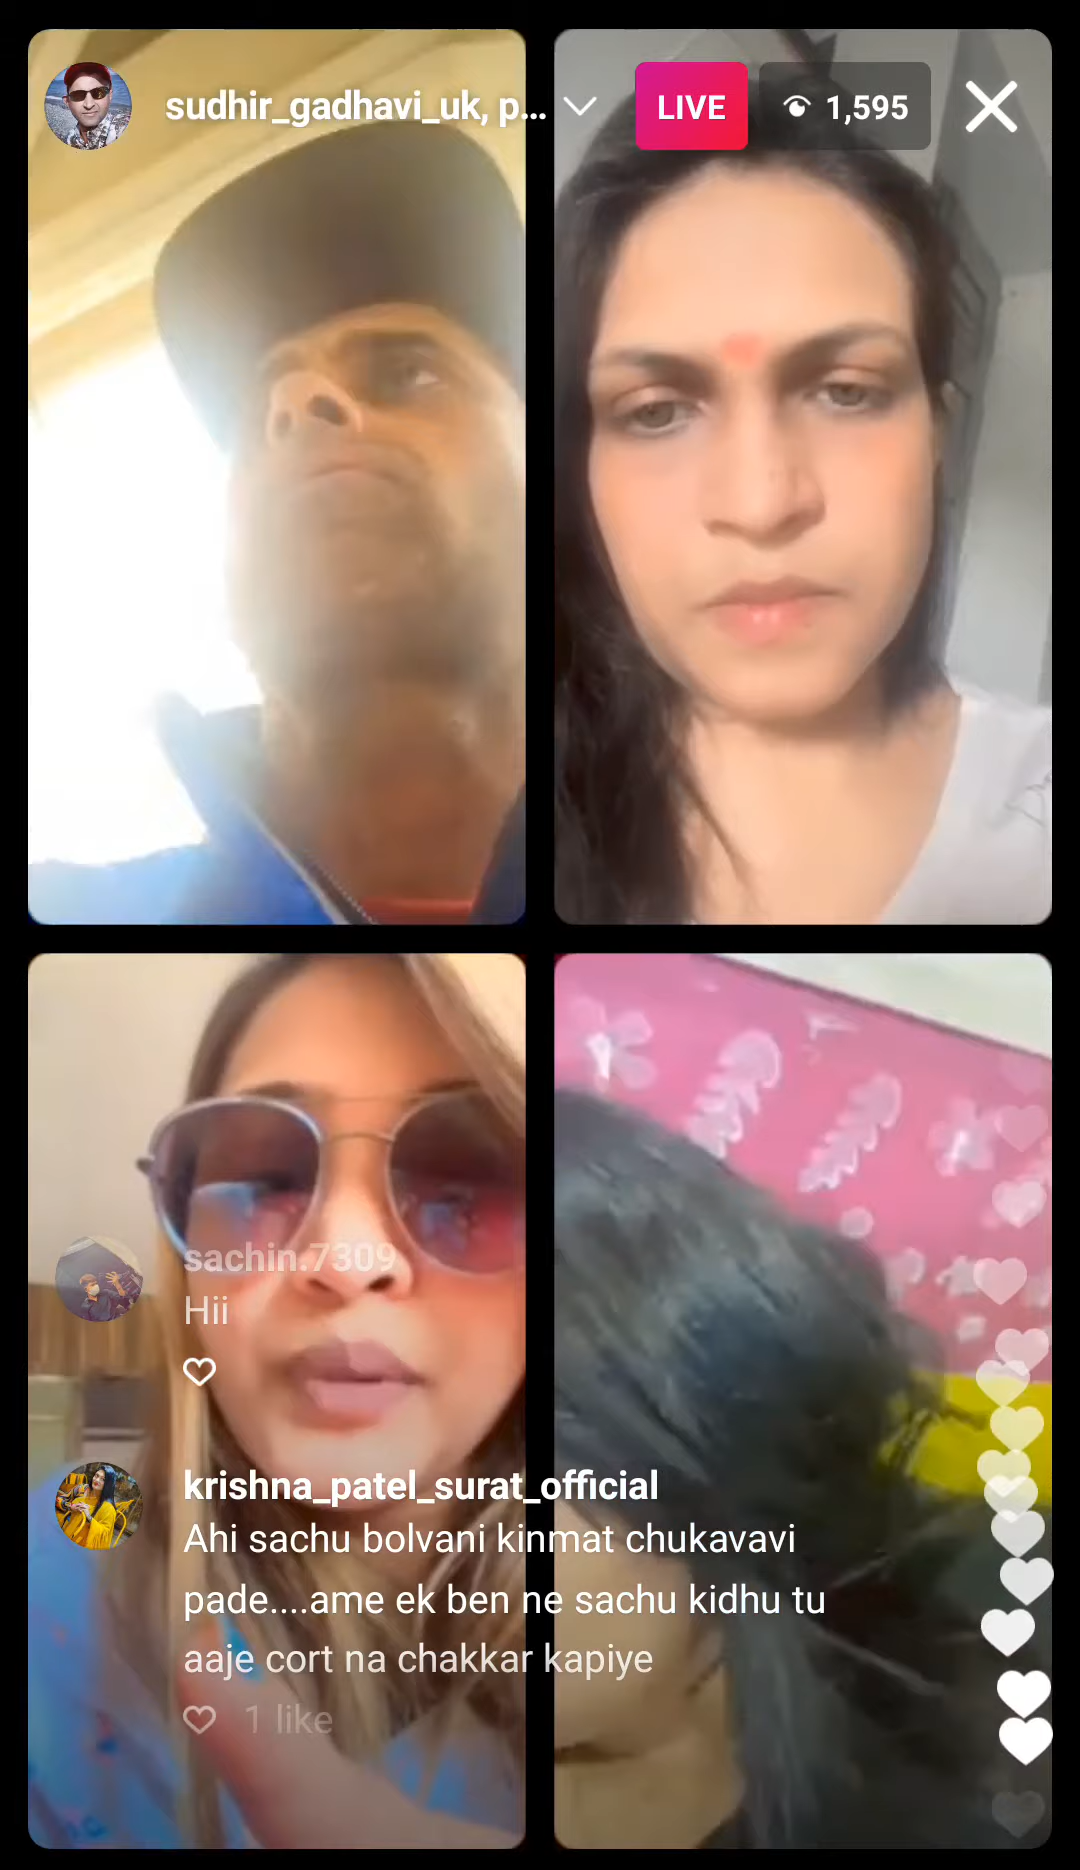 sudhir_gadhavi_uk, p...
LIVE
1,595
sachin.7309
Hii
krishna_patel_surat_official
Ahi sachu bolvani kinmat chukavavi
pade....ame ek ben ne sachu kidhu tu
aaje cort na chakkar kapiye
1 like